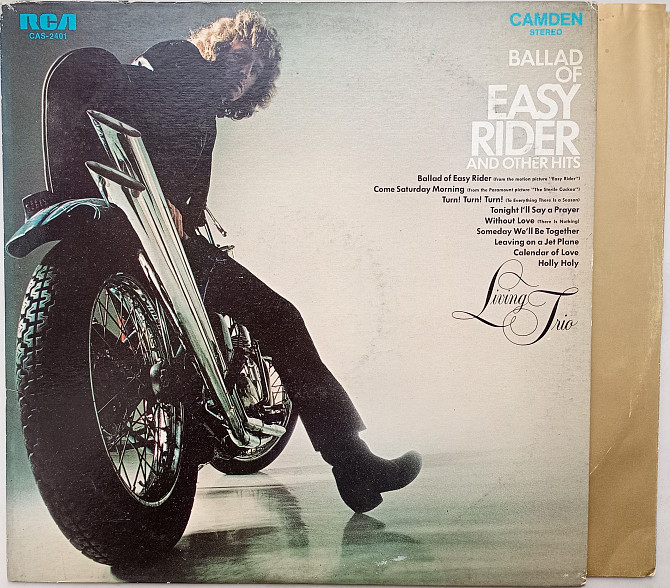 RCA
CAS-2401
CAMDEN
STEREO
BALLAD
OF
EASY
RIDER
AND OTHER HITS
Ballad of Easy Rider (from the motion picture "Easy Rider")
Come Saturday Morning (from the Paramount picture "The Sterile Cuckoo")
Turn! Turn! Turn! (To Everything There Is a Season)
Tonight I'll Say a Prayer
Without Love (There Is Nothing)
Someday We'll Be Together
Leaving on a Jet Plane
Calendar of Love
Holly Holy
Living
Trio